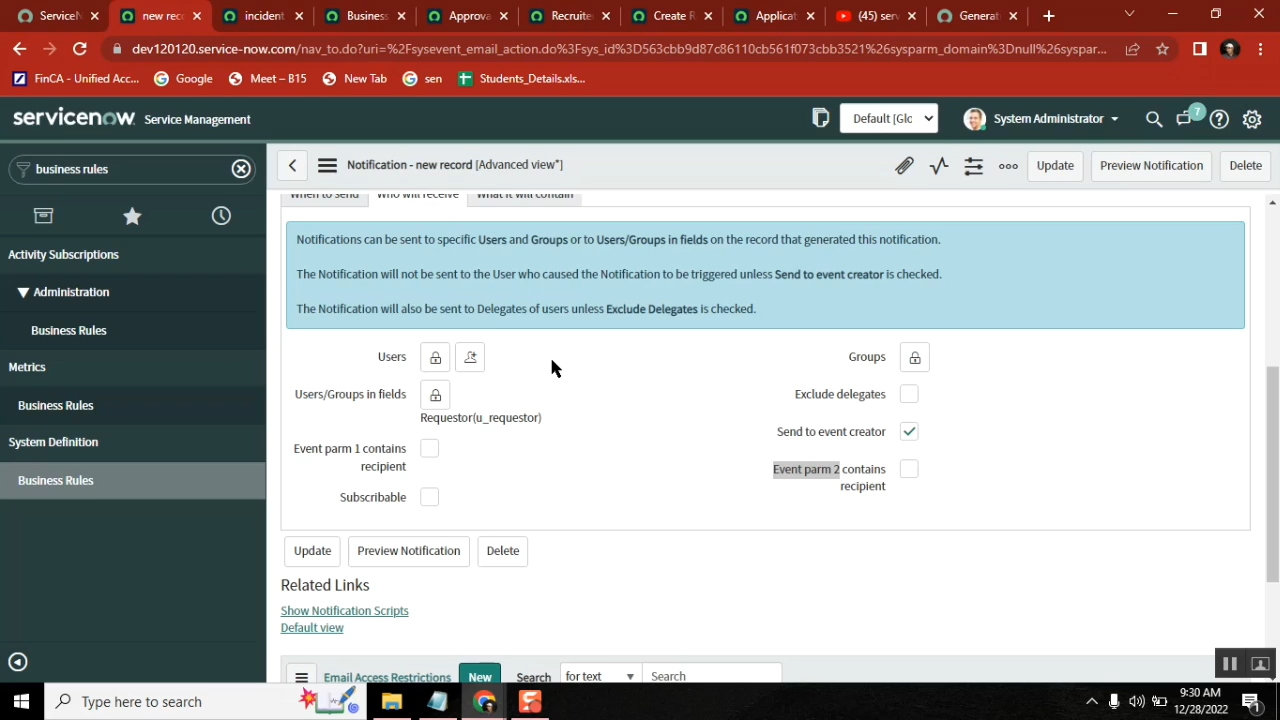 ServiceN
new reco
incident
Business
Approva
Recruite
Create R
Applicat
(45) serv
Generat
dev120120.service-now.com/nav_to.do?uri=%2Fsysevent_email_action.do%3Fsys_id%3D563cbb9d87c86110cb561f073cbb3521%26sysparm_domain%3Dnull%26syspar...
FinCA - Unified Acc...
Google
Meet – B15
New Tab
sen
Students_Details.xls...
servicenow Service Management
Default [Glo
System Administrator
7
business rules
Notification - new record [Advanced view*]
Update
Preview Notification
Delete
Activity Subscriptions
Administration
Business Rules
Metrics
Business Rules
System Definition
Business Rules
When to send
Who will receive
What it will contain
Notifications can be sent to specific Users and Groups or to Users/Groups in fields on the record that generated this notification.
The Notification will not be sent to the User who caused the Notification to be triggered unless Send to event creator is checked.
The Notification will also be sent to Delegates of users unless Exclude Delegates is checked.
Users
Groups
Users/Groups in fields
Requestor(u_requestor)
Exclude delegates
Send to event creator
Event parm 1 contains
recipient
Event parm 2 contains
recipient
Subscribable
Update
Preview Notification
Delete
Related Links
Show Notification Scripts
Default view
Email Access Restrictions
New
Search
for text
Search
Type here to search
9:30 AM
12/28/2022
1